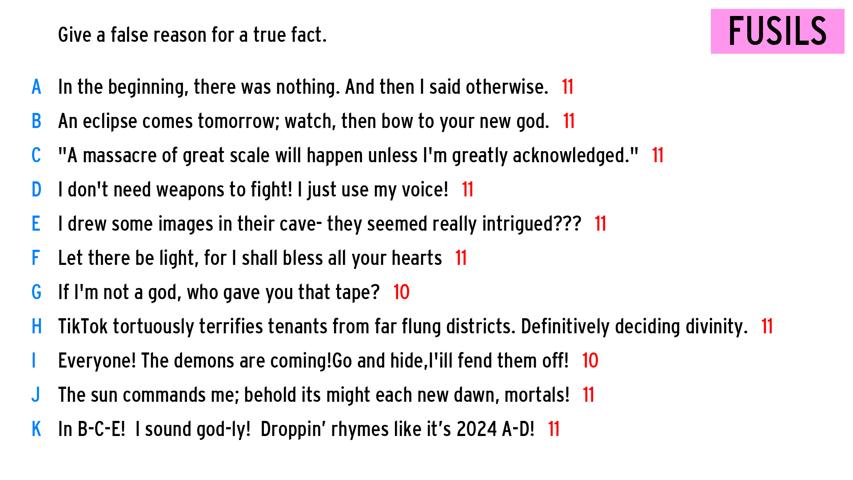 Give a false reason for a true fact.
FUSILS
A In the beginning, there was nothing. And then I said otherwise. 11
B An eclipse comes tomorrow; watch, then bow to your new god. 11
C "A massacre of great scale will happen unless I'm greatly acknowledged." 11
D I don't need weapons to fight! I just use my voice! 11
E I drew some images in their cave- they seemed really intrigued??? 11
F Let there be light, for I shall bless all your hearts 11
G If I'm not a god, who gave you that tape? 10
H TikTok tortuously terrifies tenants from far flung districts. Definitively deciding divinity. 11
I Everyone! The demons are coming!Go and hide,I'ill fend them off! 10
J The sun commands me; behold its might each new dawn, mortals! 11
K In B-C-E! I sound god-ly! Droppin’ rhymes like it’s 2024 A-D! 11